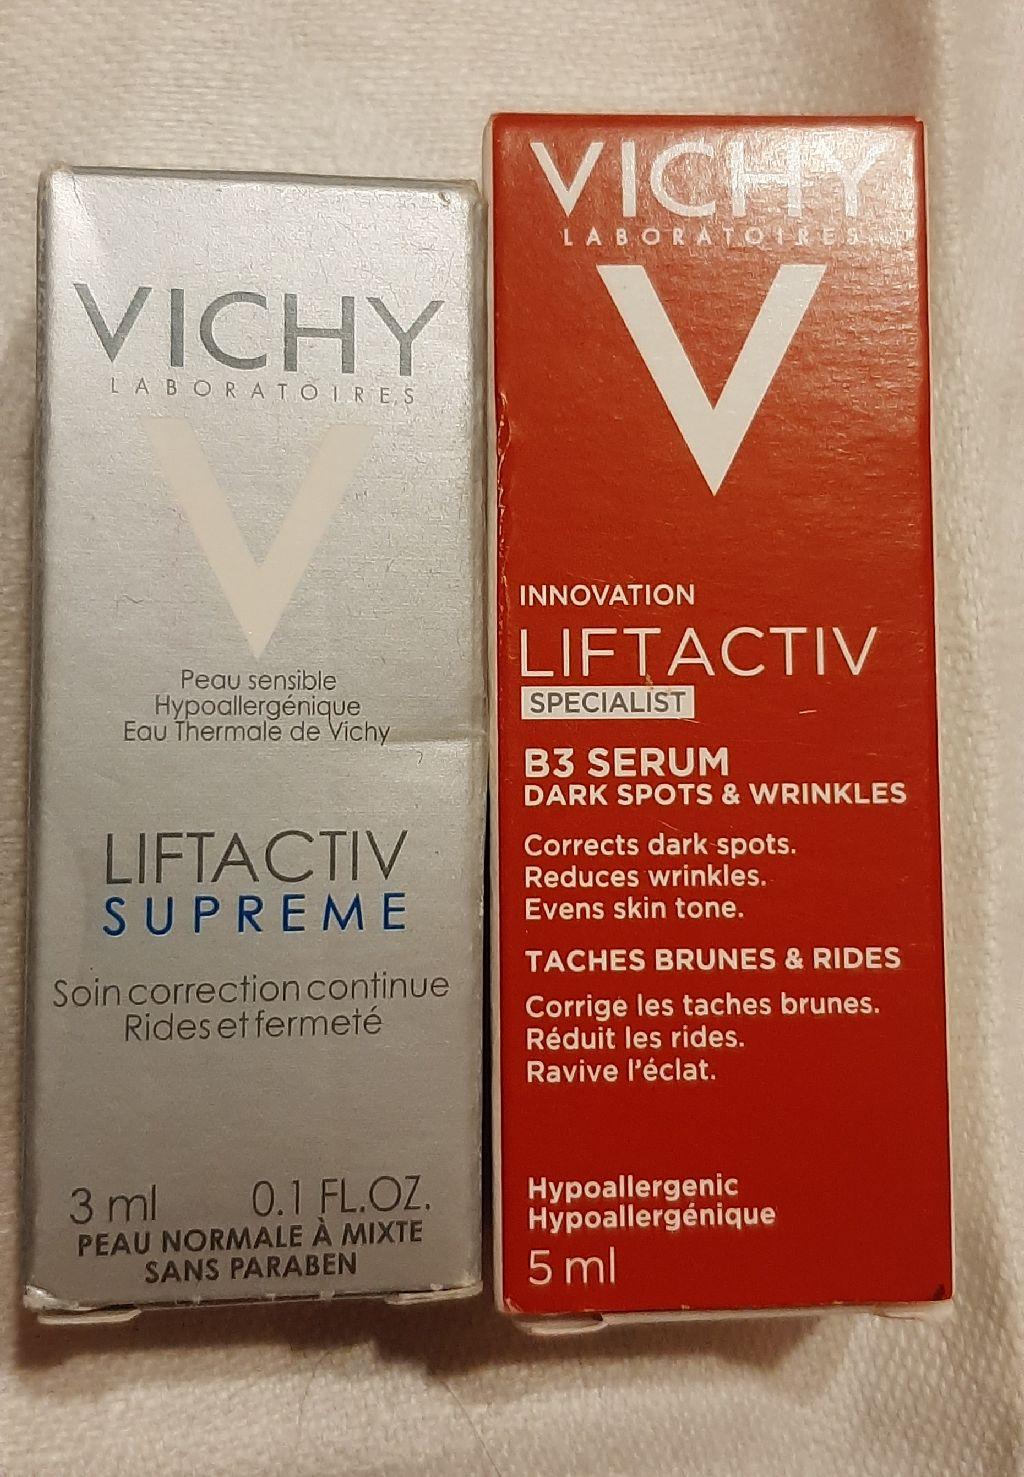 VICHY
LABORATOIRES
V
Peau sensible
Hypoallergénique
Eau Thermale de Vichy
LIFTACTIV
SUPREME
Soin correction continue
Rides et fermeté
3 ml 0.1 FL.OZ.
PEAU NORMALE À MIXTE
SANS PARABEN
VICHY
LABORATOIRES
V
INNOVATION
LIFTACTIV
SPECIALIST
B3 SERUM
DARK SPOTS & WRINKLES
Corrects dark spots.
Reduces wrinkles.
Evens skin tone.
TACHES BRUNES & RIDES
Corrige les taches brunes.
Réduit les rides.
Ravive l'éclat.
Hypoallergenic
Hypoallergénique
5 ml